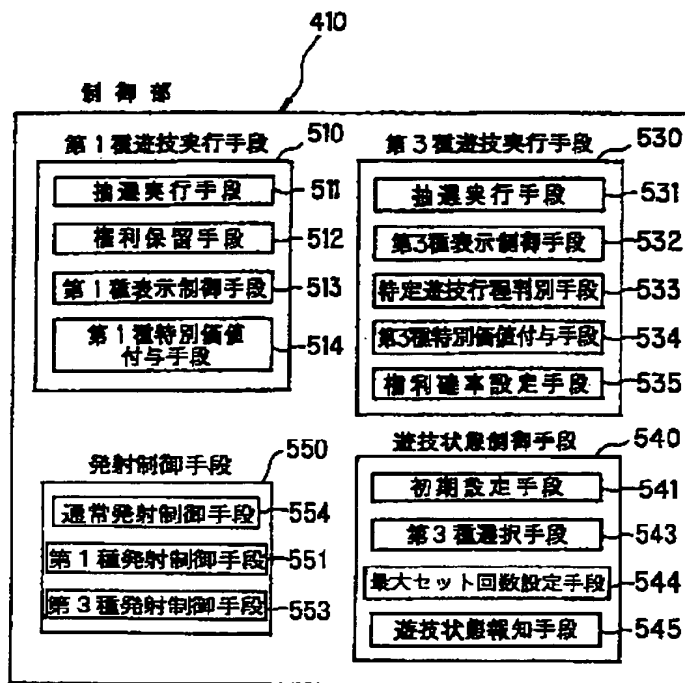 410
制御部
第1種遊技実行手段 510
抽選実行手段 511
権利保留手段 512
第1種表示制御手段 513
第1種特別価値
付与手段 514
第3種遊技実行手段 530
抽選実行手段 531
第3種表示制御手段 532
特定遊技行程判別手段 533
第3種特別価値付与手段 534
権利確率設定手段 535
発射制御手段 550
通常発射制御手段 554
第1種発射制御手段 551
第3種発射制御手段 553
遊技状態制御手段 540
初期設定手段 541
第3種選択手段 543
最大セット回数設定手段 544
遊技状態報知手段 545